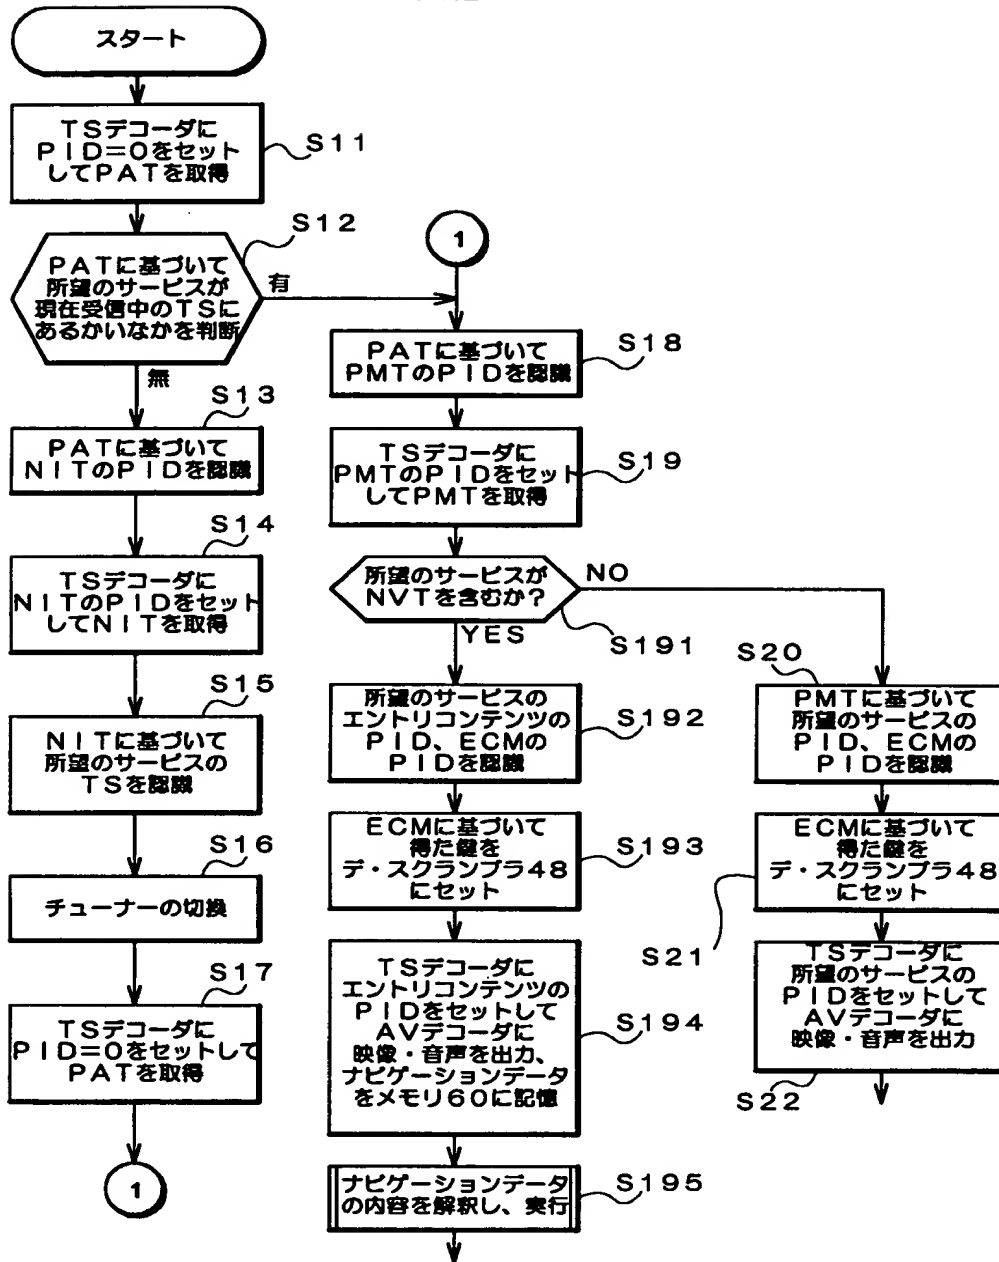 スタート
TSデコーダに
PID=0をセット
してPATを取得
S11
PATに基づいて
所望のサービスが
現在受信中のTSに
あるかいなかを判断
S12
有
無
PATに基づいて
NITのPIDを認識
S13
TSデコーダに
NITのPIDをセット
してNITを取得
S14
NITに基づいて
所望のサービスの
TSを認識
S15
チューナーの切換
S16
TSデコーダに
PID=0をセットして
PATを取得
S17
1
1
PATに基づいて
PMTのPIDを認識
S18
TSデコーダに
PMTのPIDをセット
してPMTを取得
S19
所望のサービスが
NVTを含むか?
S191
NO
YES
所望のサービスの
エントリコンテンツの
PID、ECMの
PIDを認識
S192
ECMに基づいて
得た鍵を
デ・スクランブラ48
にセット
S193
TSデコーダに
エントリコンテンツの
PIDをセットして
AVデコーダに
映像・音声を出力、
ナビゲーションデータ
をメモリ60に記憶
S194
ナビゲーションデータ
の内容を解釈し、実行
S195
S20
PMTに基づいて
所望のサービスの
PID、ECMの
PIDを認識
ECMに基づいて
得た鍵を
デ・スクランブラ48
にセット
S21
TSデコーダに
所望のサービスの
PIDをセットして
AVデコーダに
映像・音声を出力
S22